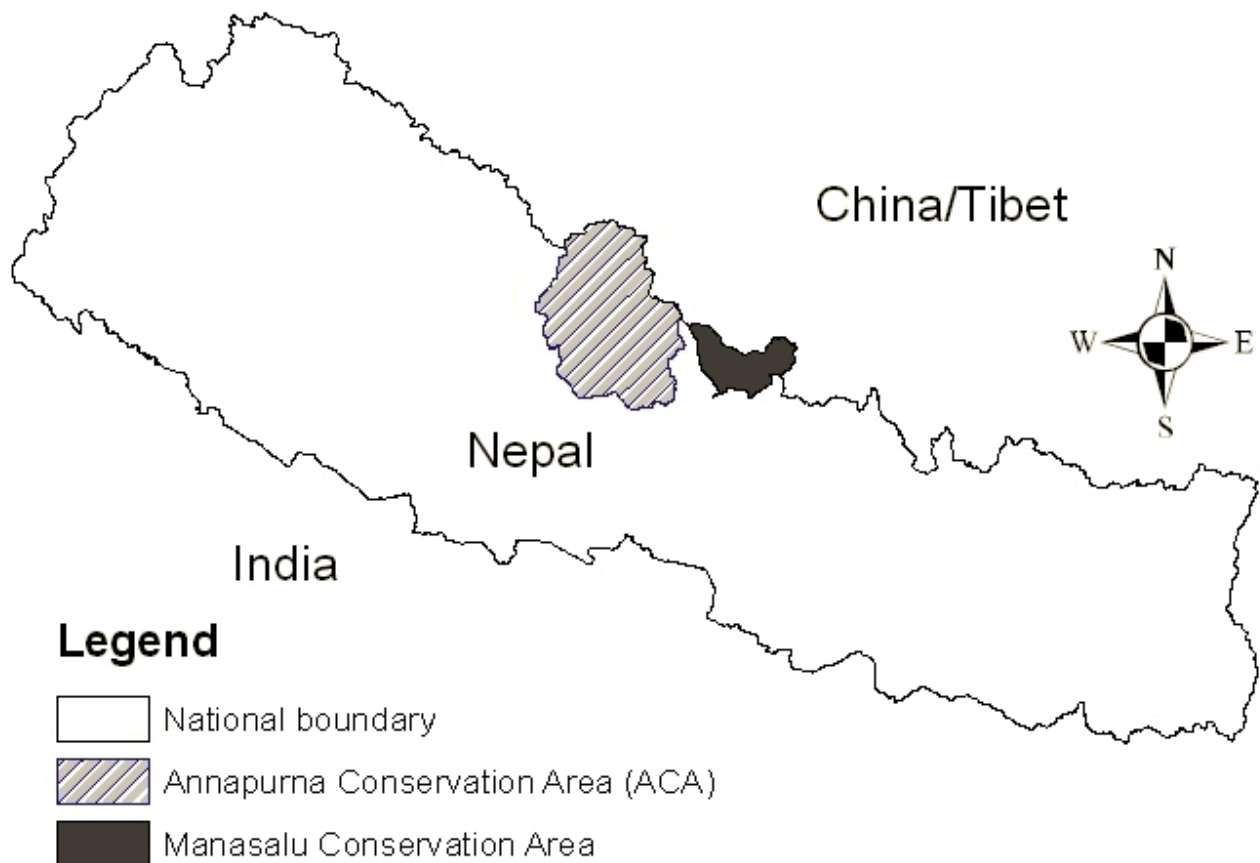 China/Tibet
N
W E
S
Nepal
India
Legend
National boundary
Annapurna Conservation Area (ACA)
Manasalu Conservation Area